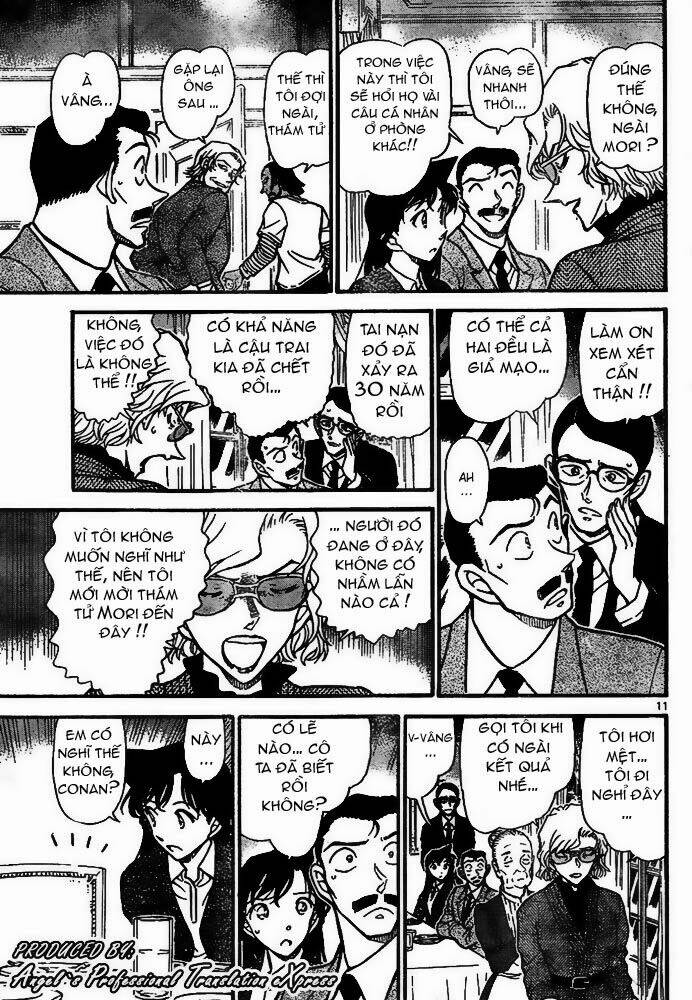 ĐÚNG
THẾ
KHÔNG,
NGÀI
MORI ?
VÂNG, SẼ
NHANH
THÔI...
TRONG VIỆC
NÀY THÌ TÔI
SẼ HỎI HỌ VÀI
CÂU CÁ NHÂN
Ở PHÒNG
KHÁC!!
THẾ THÌ
TÔI ĐỢI
NGÀI,
THÁM TỬ
GẶP LẠI
ÔNG
SAU ...
À
VÂNG...
LÀM ƠN
XEM XÉT
CẨN
THẬN !!
CÓ THỂ CẢ
HAI ĐỀU LÀ
GIẢ MẠO...
AH
...
TAI NẠN
ĐÓ ĐÃ
XẢY RA
30 NĂM
RỒI
CÓ KHẢ NĂNG
LÀ CẬU TRAI
KIA ĐÃ CHẾT
RỒI...
KHÔNG,
VIỆC ĐÓ
LÀ KHÔNG
THỂ !!
... NGƯỜI ĐÓ
ĐANG Ở ĐÂY,
KHÔNG CÓ
NHẦM LẪN
NÀO CẢ !
VÌ TÔI KHÔNG
MUỐN NGHĨ NHƯ
THẾ, NÊN TÔI
MỚI MỜI THÁM
TỬ MORI ĐẾN
ĐÂY !!
11
TÔI HƠI
MỆT...
TÔI ĐI
NGHỈ ĐÂY
...
GỌI TÔI KHI
CÓ NGÀI
KẾT QUẢ
NHÉ.
V-VÂNG
...
CÓ LẼ
NÀO... CÔ
TA ĐÃ BIẾT
RỒI
KHÔNG?
NÀY
...
EM CÓ
NGHĨ THẾ
KHÔNG,
CONAN?
PRODUCED BY:
Angel's Professional Translation aXpress